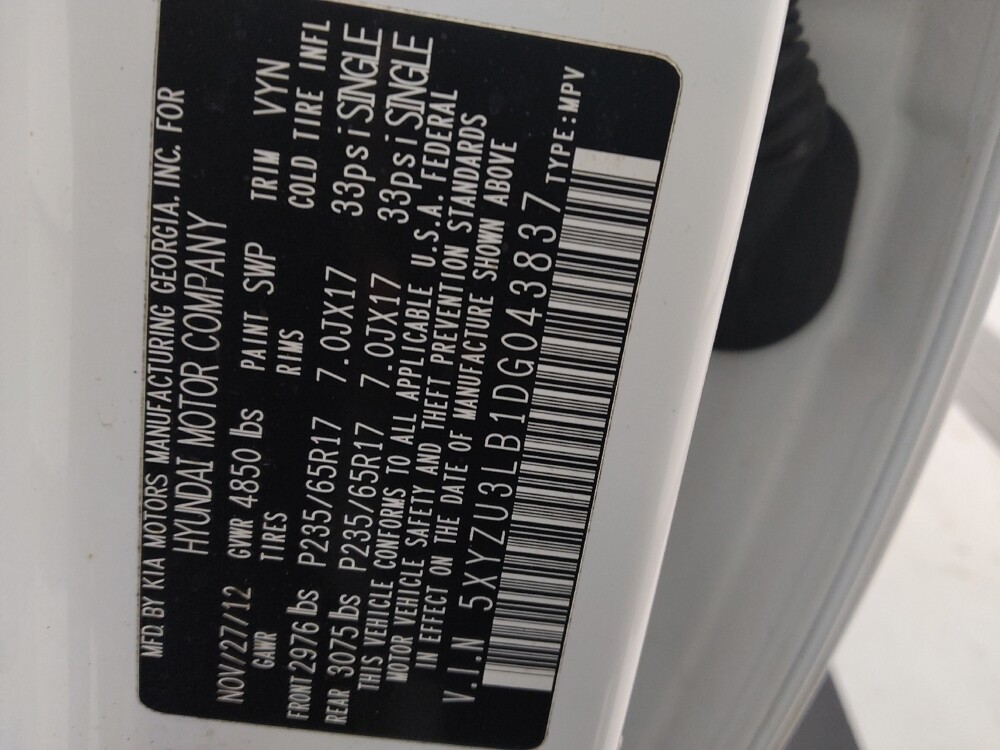 MFD. BY KIA MOTORS MANUFACTURING GEORGIA, INC. FOR
HYUNDAI MOTOR COMPANY
NOV/27/12 GVWR 4850 lbs PAINT SWP TRIM VYN
GAWR TIRES RIMS COLD TIRE INFL
FRONT 2976 lbs P235/65R17 7.0JX17 33psi SINGLE
REAR 3075 lbs P235/65R17 7.0JX17 33psi SINGLE
THIS VEHICLE CONFORMS TO ALL APPLICABLE U.S.A. FEDERAL
MOTOR VEHICLE SAFETY AND THEFT PREVENTION STANDARDS
IN EFFECT ON THE DATE OF MANUFACTURE SHOWN ABOVE
V.I.N 5XYZU3LB1DG043837 TYPE:MPV